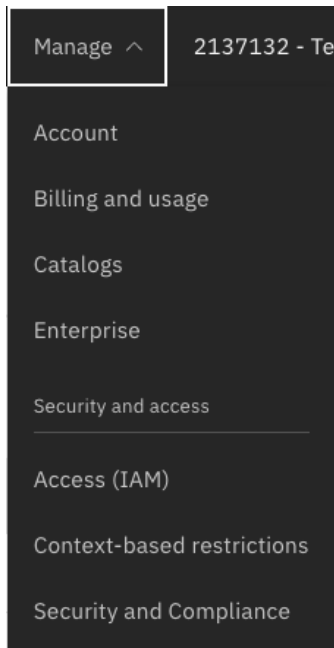 Manage 2137132 - Te
Account
Billing and usage
Catalogs
Enterprise
Security and access
Access (IAM)
Context-based restrictions
Security and Compliance